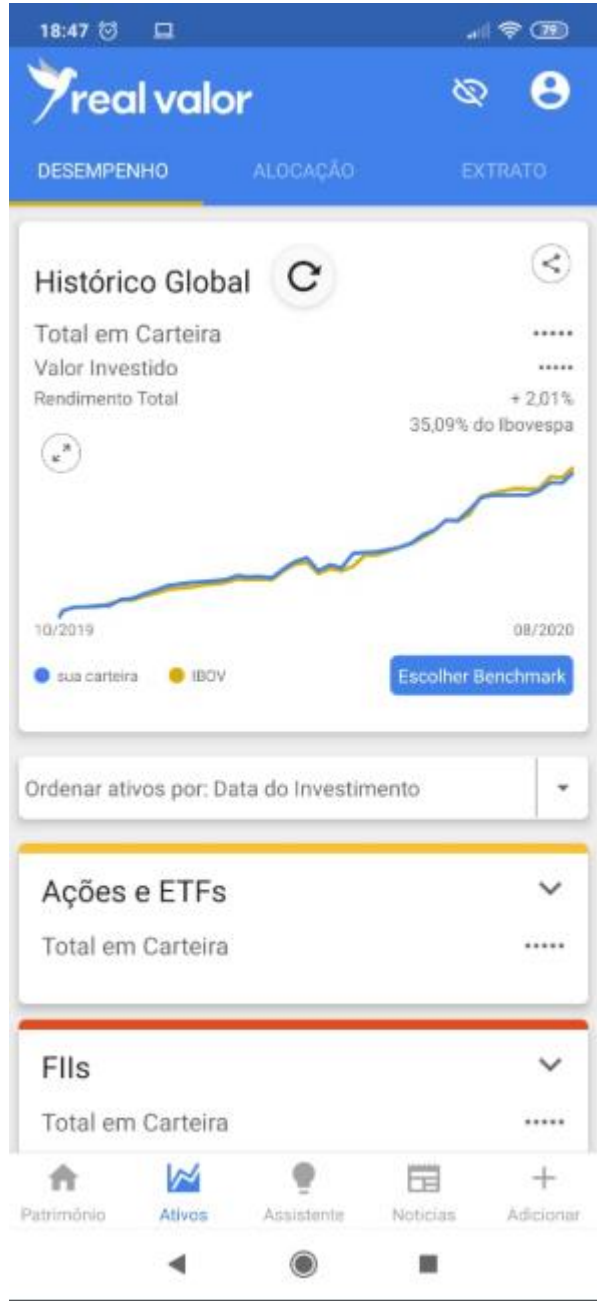 18:47
79
real valor
DESEMPENHO ALOCAÇÃO EXTRATO
Histórico Global
Total em Carteira •••••
Valor Investido •••••
Rendimento Total + 2,01%
35,09% do Ibovespa
10/2019 08/2020
sua carteira IBOV Escolher Benchmark
Ordenar ativos por: Data do Investimento
Ações e ETFs
Total em Carteira •••••
FIIs
Total em Carteira •••••
Patrimônio Ativos Assistente Notícias Adicionar